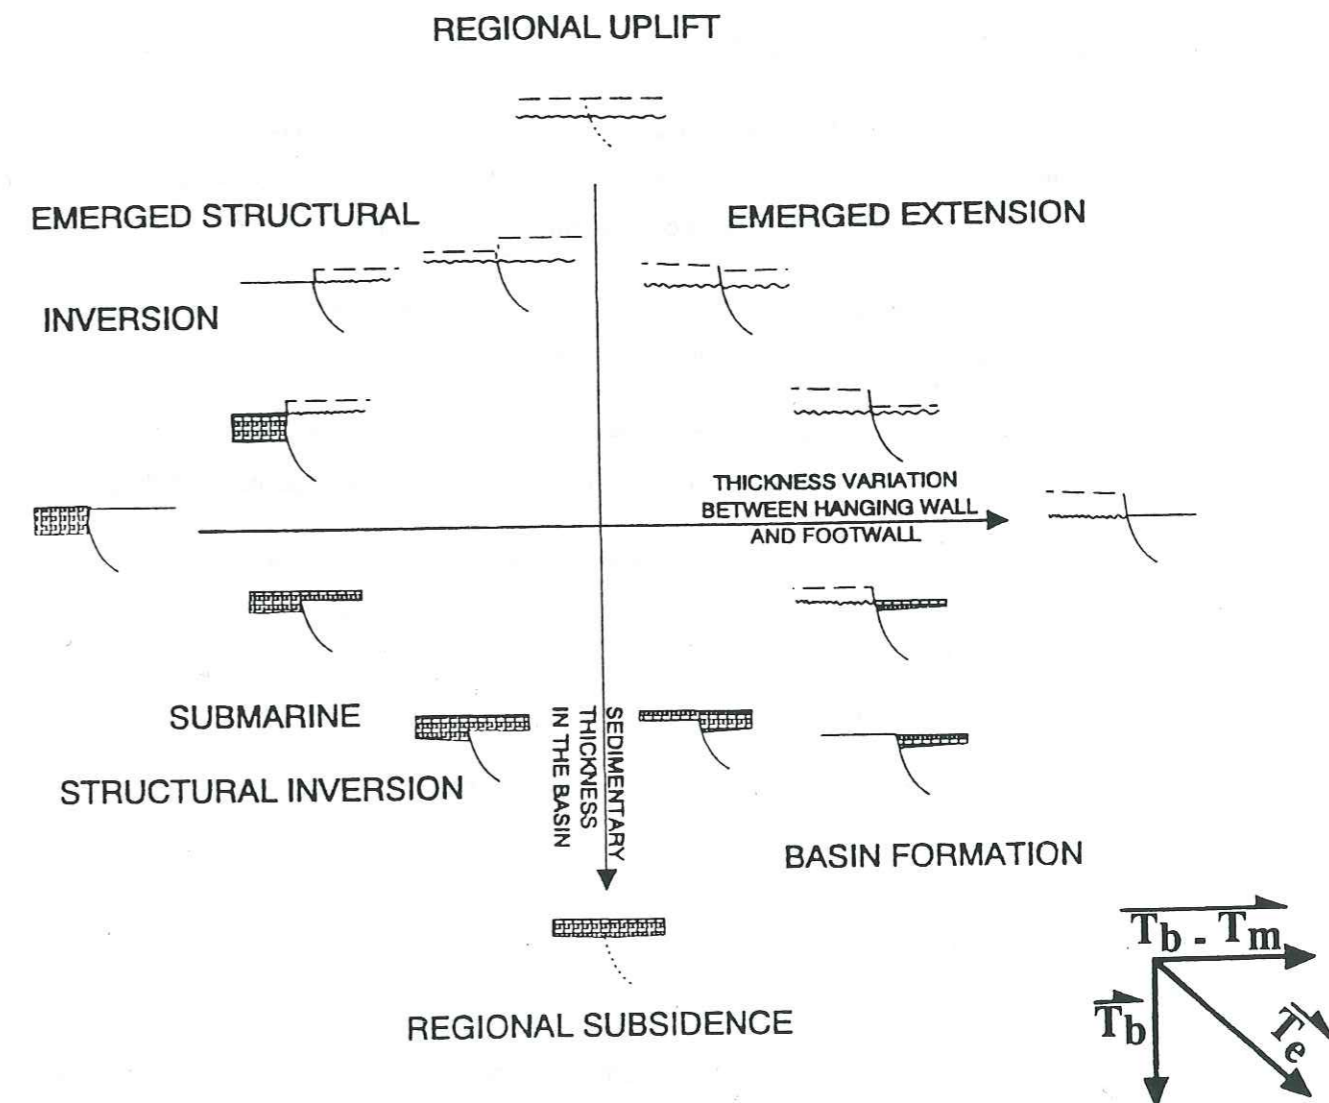 REGIONAL UPLIFT
EMERGED STRUCTURAL
INVERSION
EMERGED EXTENSION
THICKNESS VARIATION
BETWEEN HANGING WALL
AND FOOTWALL
SUBMARINE
STRUCTURAL INVERSION
SEDIMENTARY
THICKNESS
IN THE BASIN
BASIN FORMATION
REGIONAL SUBSIDENCE
Tb - Tm
Tb
Te